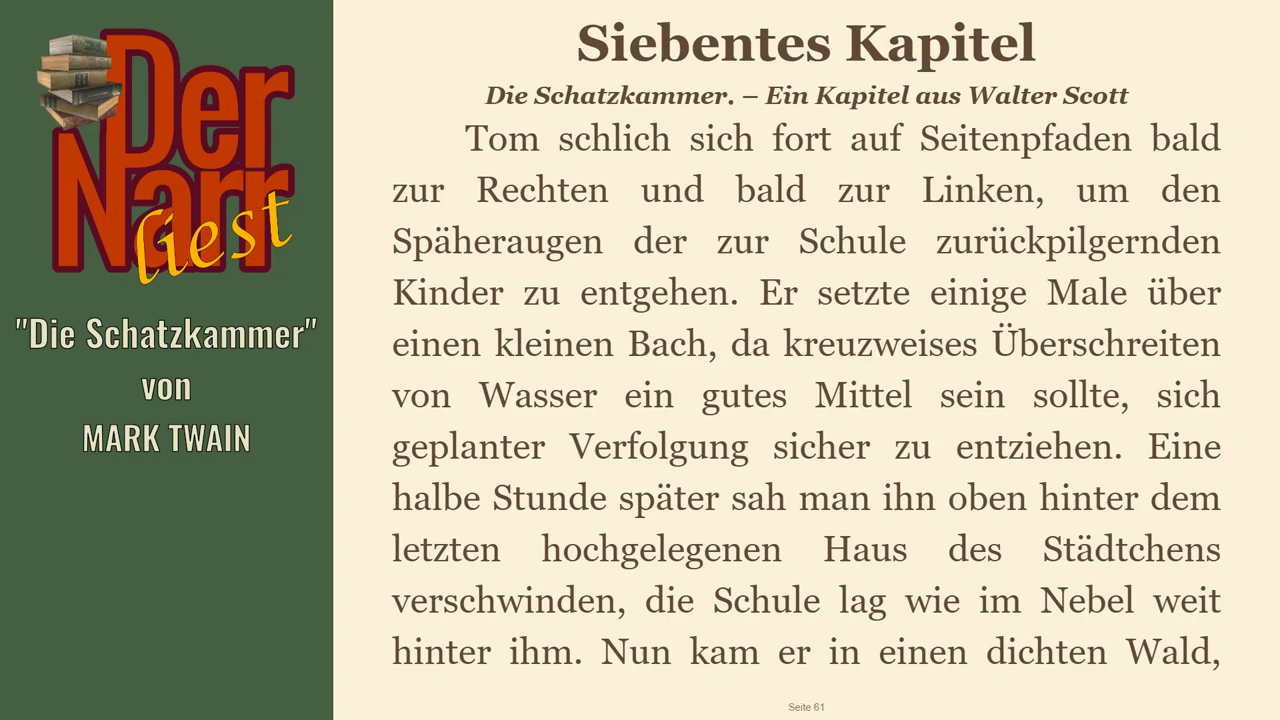 Der
Narr
liest
"Die Schatzkammer"
von
MARK TWAIN
Siebentes Kapitel
Die Schatzkammer. – Ein Kapitel aus Walter Scott
Tom schlich sich fort auf Seitenpfaden bald
zur Rechten und bald zur Linken, um den
Späheraugen der zur Schule zurückpilgernden
Kinder zu entgehen. Er setzte einige Male über
einen kleinen Bach, da kreuzweises Überschreiten
von Wasser ein gutes Mittel sein sollte, sich
geplanter Verfolgung sicher zu entziehen. Eine
halbe Stunde später sah man ihn oben hinter dem
letzten hochgelegenen Haus des Städtchens
verschwinden, die Schule lag wie im Nebel weit
hinter ihm. Nun kam er in einen dichten Wald,
Seite 61